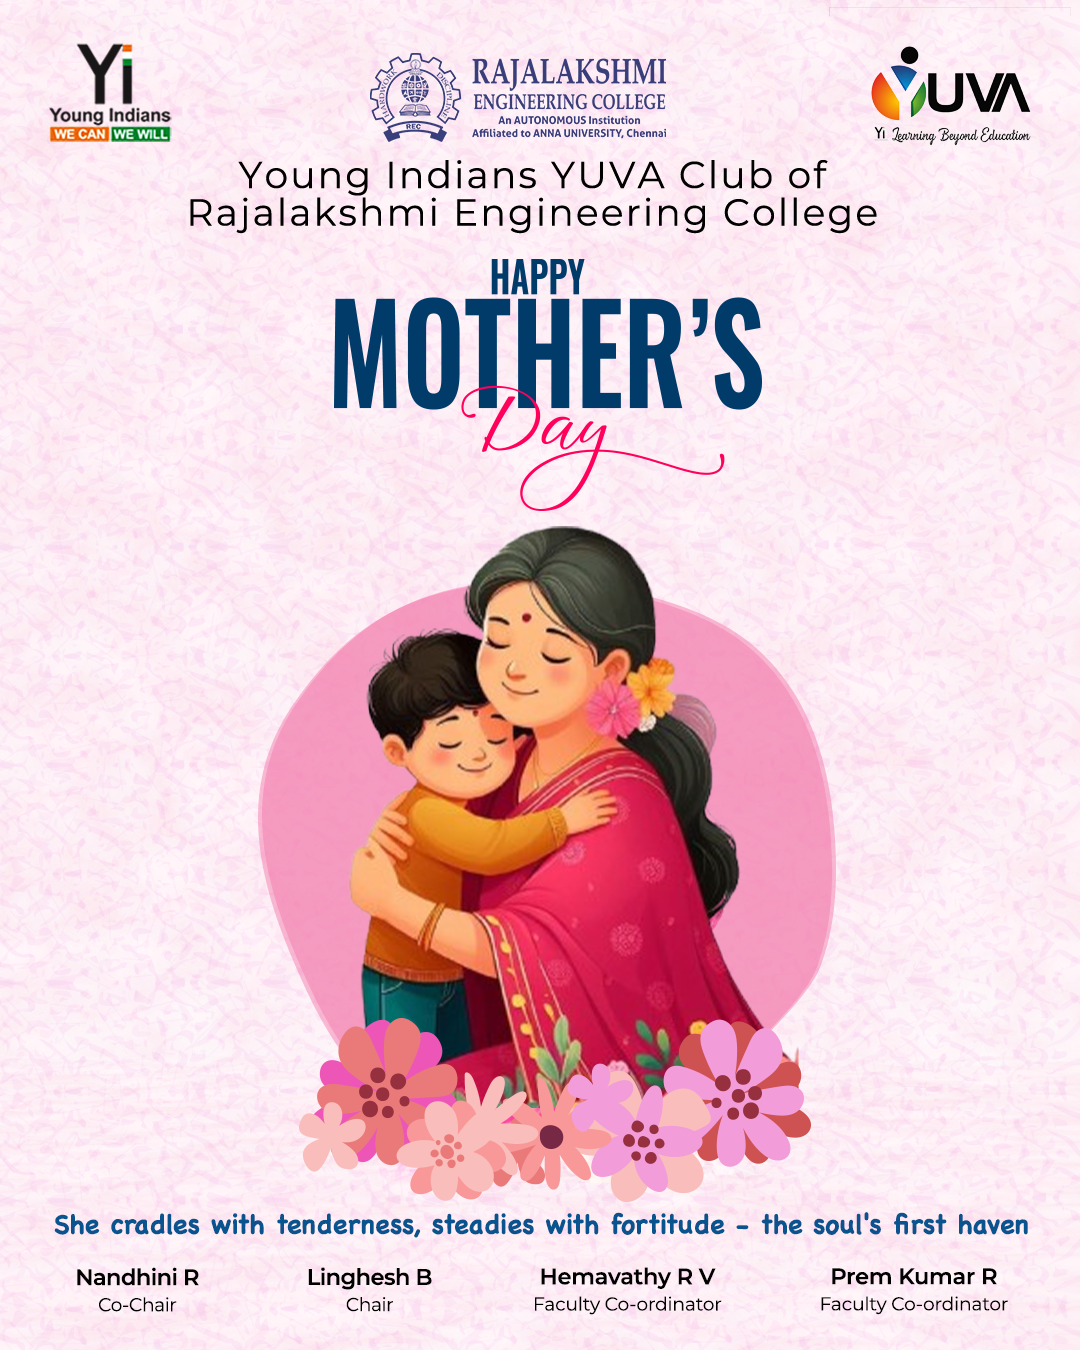 Yi
Young Indians
WE CAN WE WILL
HARDWORK DISCIPLINE
REC
RAJALAKSHMI
ENGINEERING COLLEGE
An AUTONOMOUS Institution
Affiliated to ANNA UNIVERSITY, Chennai
YUVA
Yi Learning Beyond Education
Young Indians YUVA Club of
Rajalakshmi Engineering College
HAPPY
MOTHER'S
Day
She cradles with tenderness, steadies with fortitude - the soul's first haven
Nandhini R
Co-Chair
Linghesh B
Chair
Hemavathy R V
Faculty Co-ordinator
Prem Kumar R
Faculty Co-ordinator